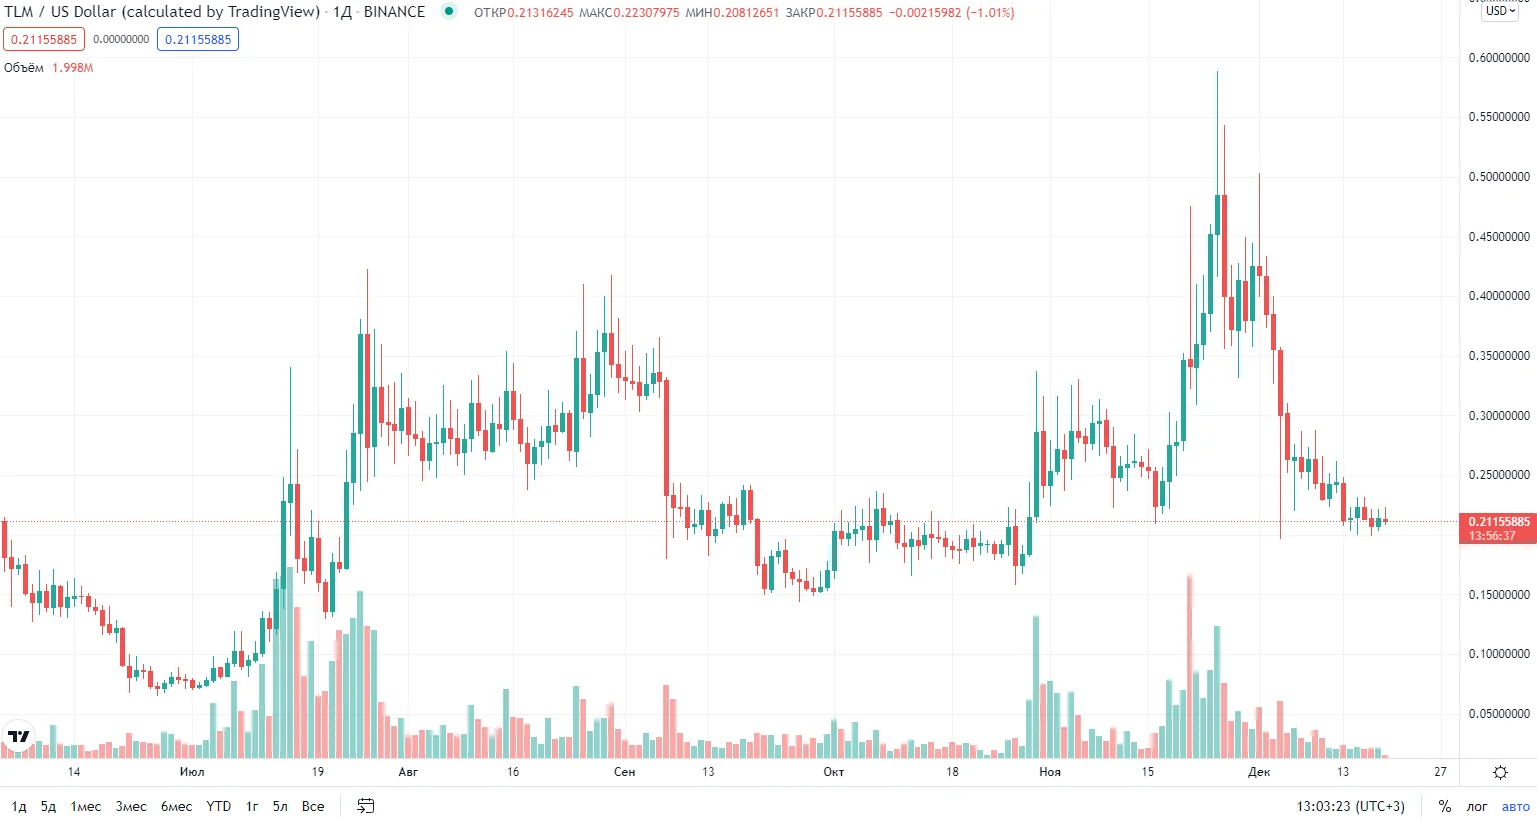 TLM / US Dollar (calculated by TradingView) · 1Д · BINANCE ОТКР0.21316245 МАКС0.22307975 МИН0.20812651 ЗАКР0.21155885 −0.00215982 (−1.01%)
USD
0.21155885 0.00000000 0.21155885
Объём 1.998M
0.60000000
0.55000000
0.50000000
0.45000000
0.40000000
0.35000000
0.30000000
0.25000000
0.21155885
13:56:37
0.15000000
0.10000000
0.05000000
14 Июл 19 Авг 16 Сен 13 Окт 18 Ноя 15 Дек 13 27
1д 5д 1мес 3мес 6мес YTD 1г 5л Все 13:03:23 (UTC+3) % лог авто